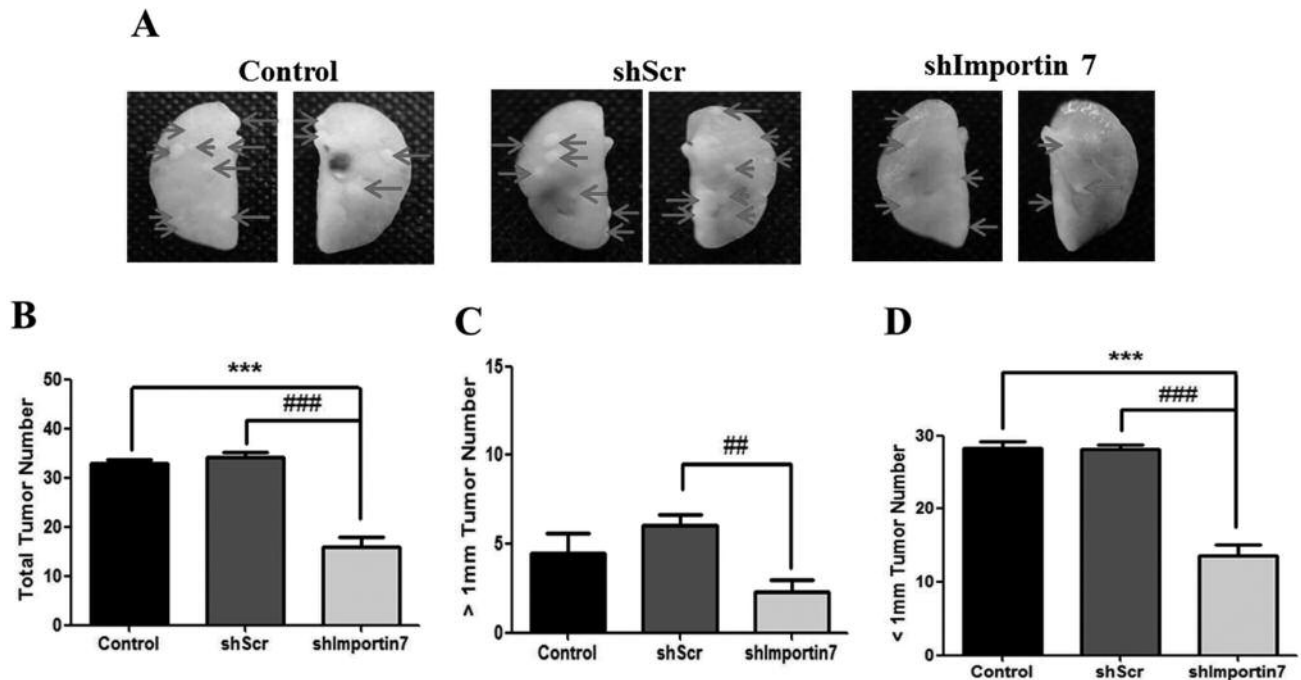 A
Control
shScr
shImportin 7
B
Total Tumor Number
50
40
30
20
10
0
***
###
Control
shScr
shImportin7
C
> 1mm Tumor Number
15
10
5
0
##
Control
shScr
shImportin7
D
< 1mm Tumor Number
30
20
10
0
***
###
Control
shScr
shImportin7